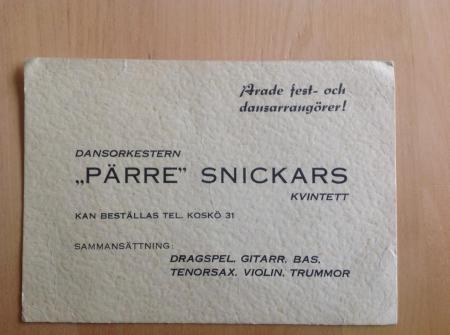 Ärade fest- och
dansarrangörer!
DANSORKESTERN
„PÄRRE” SNICKARS
KVINTETT
KAN BESTÄLLAS TEL. KOSKÖ 31
SAMMANSÄTTNING:
DRAGSPEL, GITARR, BAS,
TENORSAX, VIOLIN, TRUMMOR